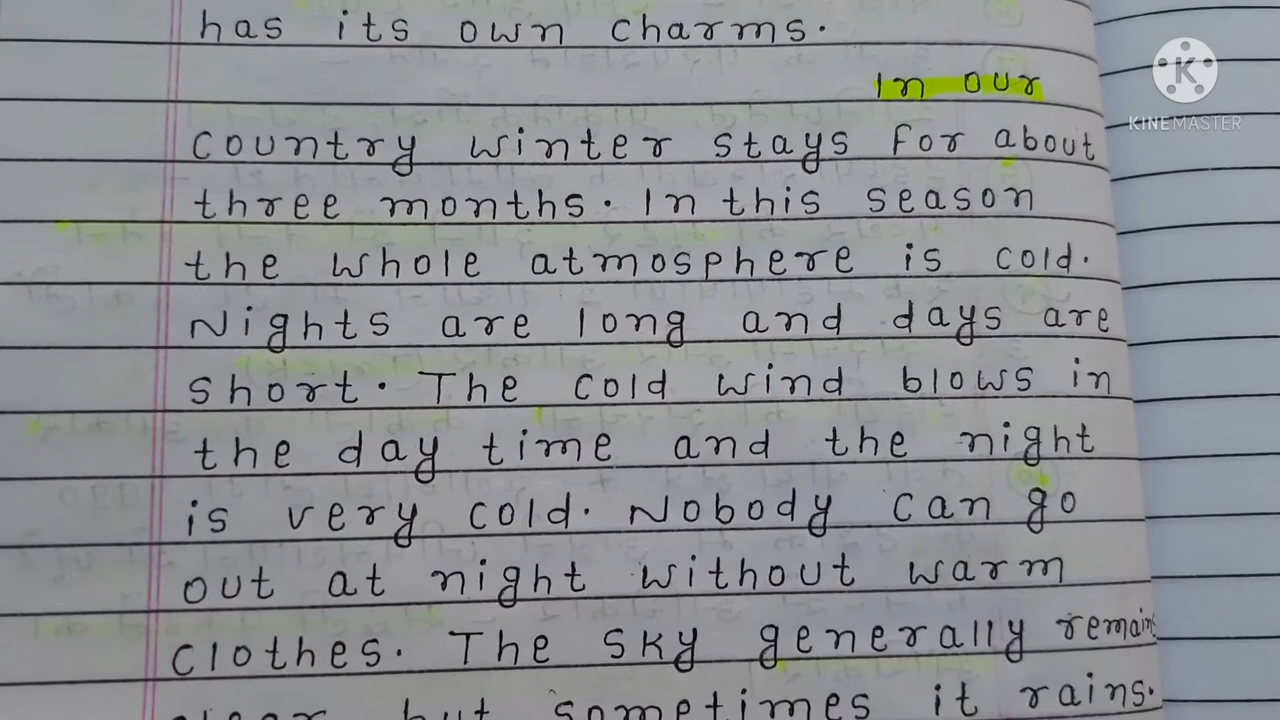 has its own charms.
In our
country winter stays for about
three months. In this season
the whole atmosphere is cold.
Nights are long and days are
short. The cold wind blows in
the day time and the night
is very cold. Nobody can go
out at night without warm
clothes. The sky generally remains
clear but sometimes it rains.
K
KINEMASTER